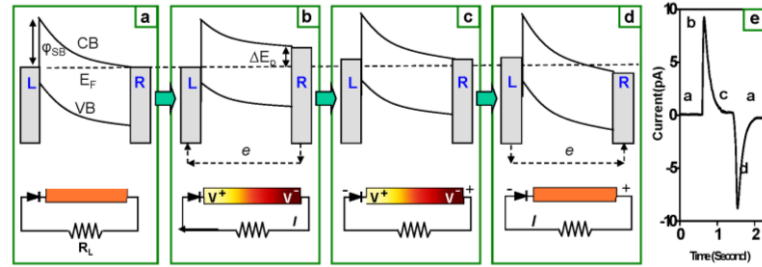 a
φSB
CB
L
EF
R
VB
RL
b
ΔEp
L
R
e
V⁺ V⁻
I
c
L
R
- +
V⁺ V⁻
d
L
R
e
- +
I
e
Current(pA)
10
5
0
-5
-10
a b c d a
0 1 2
Time(Second)